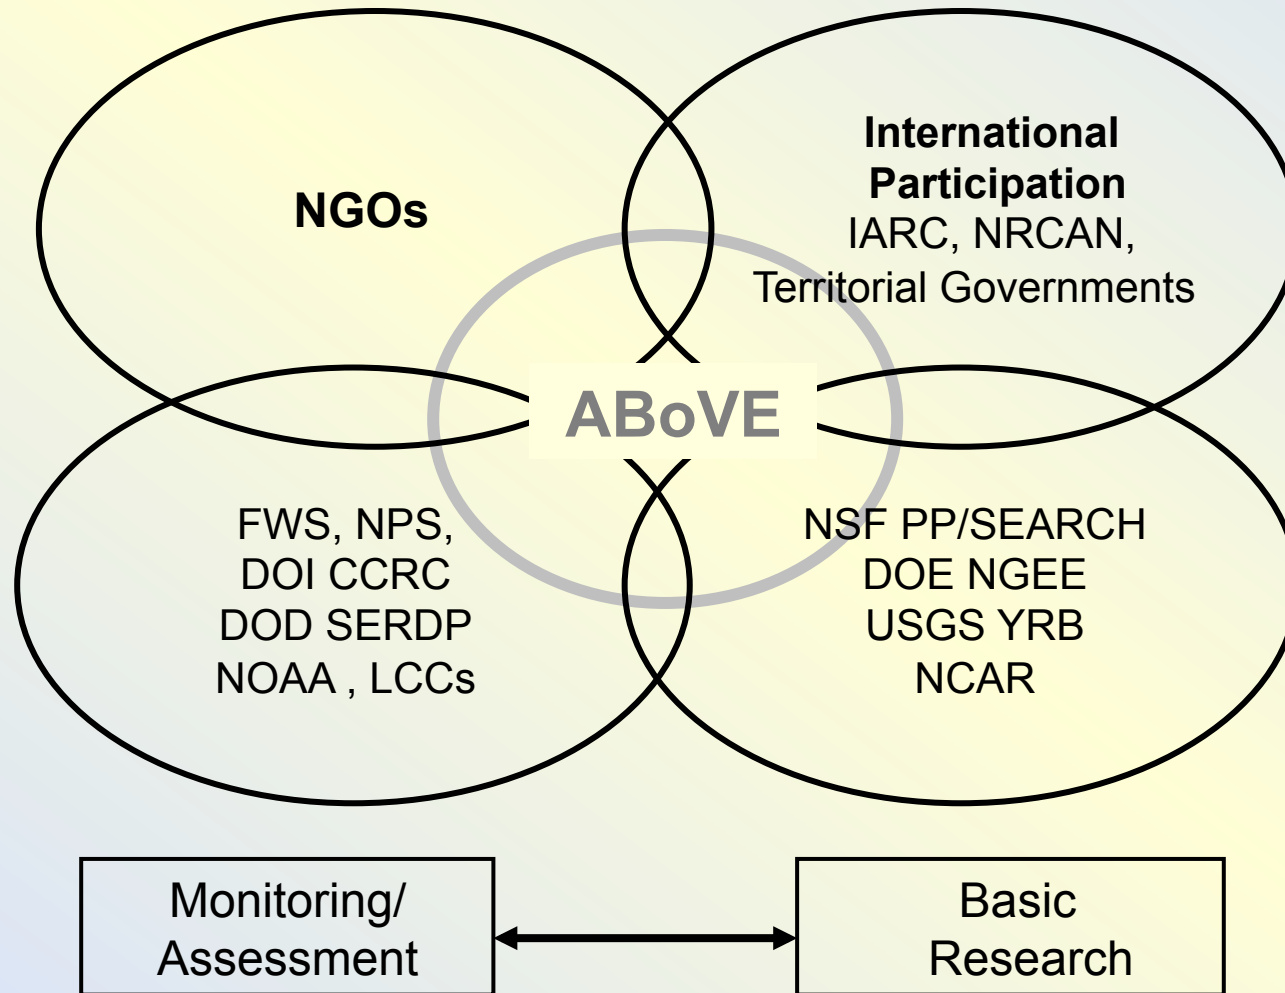 NGOs
International
Participation
IARC, NRCAN,
Territorial Governments
ABoVE
FWS, NPS,
DOI CCRC
DOD SERDP
NOAA , LCCs
NSF PP/SEARCH
DOE NGEE
USGS YRB
NCAR
Monitoring/
Assessment
Basic
Research